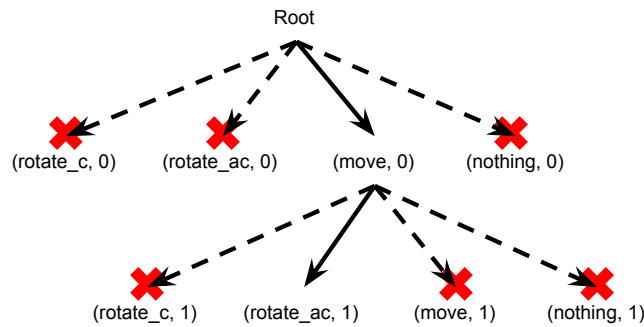 Root
(rotate_c, 0) (rotate_ac, 0) (move, 0) (nothing, 0)
(rotate_c, 1) (rotate_ac, 1) (move, 1) (nothing, 1)